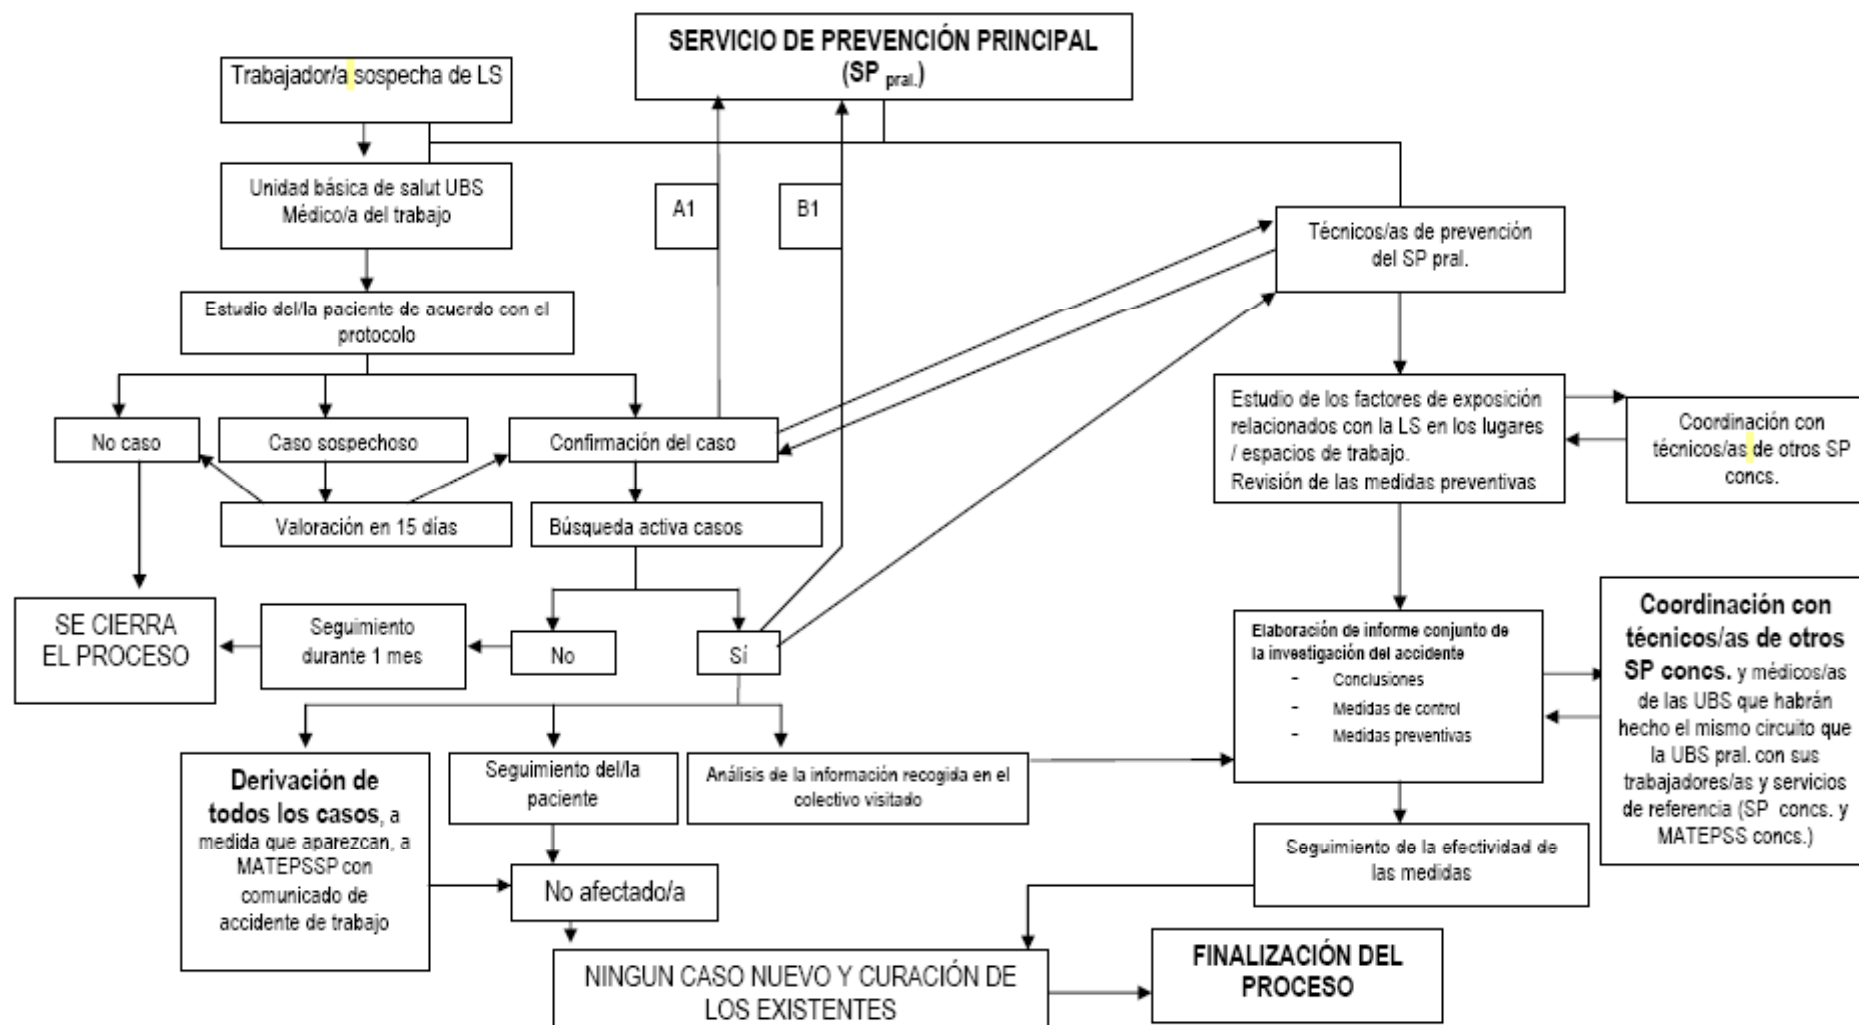 SERVICIO DE PREVENCIÓN PRINCIPAL
(SP pral.)
Trabajador/a sospecha de LS
Unidad básica de salut UBS
Médico/a del trabajo
A1
B1
Técnicos/as de prevención
del SP pral.
Estudio del/la paciente de acuerdo con el
protocolo
No caso
Caso sospechoso
Confirmación del caso
Estudio de los factores de exposición
relacionados con la LS en los lugares
/ espacios de trabajo.
Revisión de las medidas preventivas
Coordinación con
técnicos/as de otros SP
concs.
Valoración en 15 días
Búsqueda activa casos
SE CIERRA
EL PROCESO
Seguimiento
durante 1 mes
No
Sí
Elaboración de informe conjunto de
la investigación del accidente
- Conclusiones
- Medidas de control
- Medidas preventivas
Coordinación con
técnicos/as de otros
SP concs. y médicos/as
de las UBS que habrán
hecho el mismo circuito que
la UBS pral. con sus
trabajadores/as y servicios
de referencia (SP concs. y
MATEPSS concs.)
Derivación de
todos los casos, a
medida que aparezcan, a
MATEPSSP con
comunicado de
accidente de trabajo
Seguimiento del/la
paciente
Análisis de la información recogida en el
colectivo visitado
No afectado/a
Seguimiento de la efectividad de
las medidas
NINGUN CASO NUEVO Y CURACIÓN DE
LOS EXISTENTES
FINALIZACIÓN DEL
PROCESO